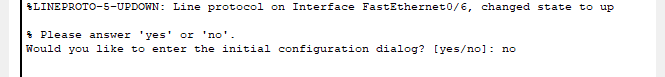 %LINEPROTO-5-UPDOWN: Line protocol on Interface FastEthernet0/6, changed state to up
% Please answer 'yes' or 'no'.
Would you like to enter the initial configuration dialog? [yes/no]: no